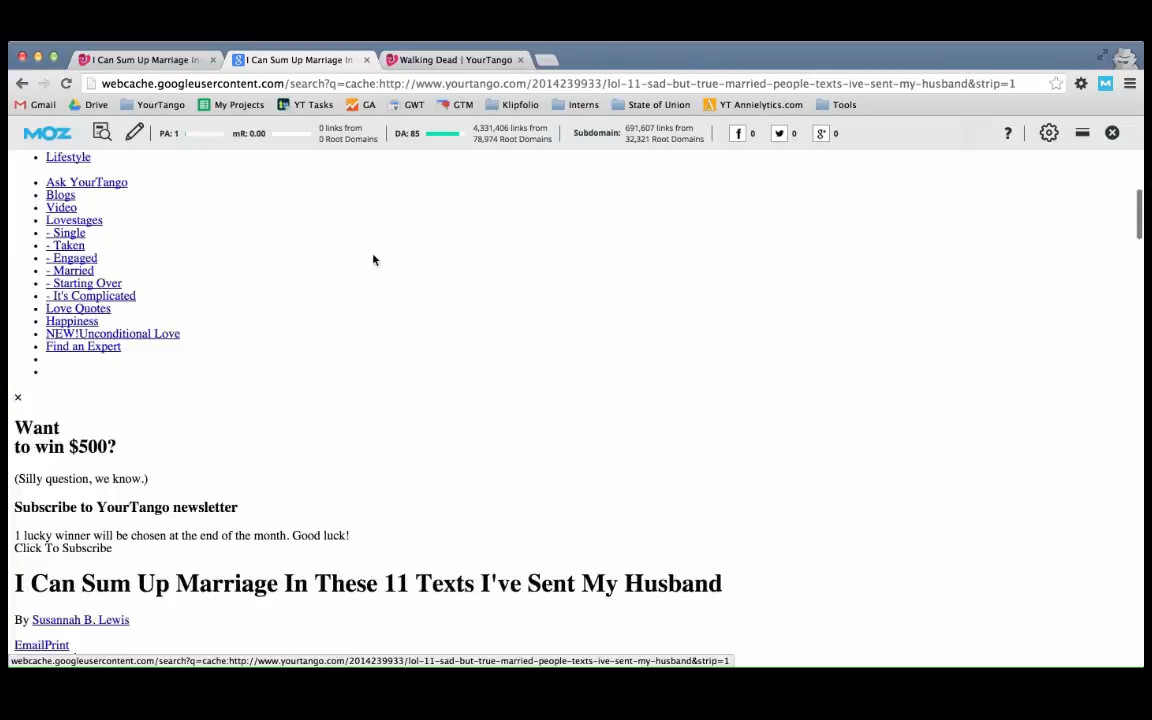 I Can Sum Up Marriage In
I Can Sum Up Marriage In
Walking Dead | YourTango
webcache.googleusercontent.com/search?q=cache:http://www.yourtango.com/2014239933/lol-11-sad-but-true-married-people-texts-ive-sent-my-husband&strip=1
Gmail Drive YourTango My Projects YT Tasks GA GWT GTM Klipfolio Interns State of Union YT Annielytics.com Tools
MOZ PA: 1 mR: 0.00 0 links from 0 Root Domains DA: 85 4,331,406 links from 78,974 Root Domains Subdomain: 691,607 links from 32,321 Root Domains 0 0 0 ?
Lifestyle
Ask YourTango
Blogs
Video
Lovestages
- Single
- Taken
- Engaged
- Married
- Starting Over
- It's Complicated
Love Quotes
Happiness
NEW!Unconditional Love
Find an Expert
×
Want
to win $500?
(Silly question, we know.)
Subscribe to YourTango newsletter
1 lucky winner will be chosen at the end of the month. Good luck!
Click To Subscribe
I Can Sum Up Marriage In These 11 Texts I've Sent My Husband
By Susannah B. Lewis
EmailPrint
webcache.googleusercontent.com/search?q=cache:http://www.yourtango.com/2014239933/lol-11-sad-but-true-married-people-texts-ive-sent-my-husband&strip=1